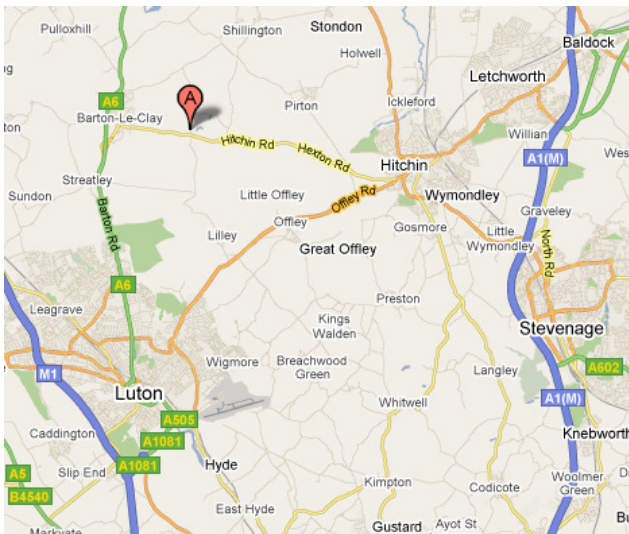 Pulloxhill
Shillington
Stondon
Baldock
Holwell
Letchworth
A6
A
Pirton
Ickleford
Barton-Le-Clay
Willian
Hitchin Rd
Hexton Rd
Hitchin
A1(M)
Wes
ton
Streatley
Sundon
Little Offley
Offley Rd
Wymondley
Barton Rd
Offley
Gosmore
Graveley
Lilley
Little
Wymondley
North Rd
Great Offley
A6
Leagrave
Preston
Kings
Walden
Stevenage
Wigmore
Breachwood
Green
Langley
A602
M1
Luton
Whitwell
A1(M)
A505
Caddington
A1081
Knebworth
A1081
Hyde
A5
Slip End
B4540
Kimpton
Codicote
Woolmer
Green
East Hyde
Markyate
Gustard
Ayot St
Bu